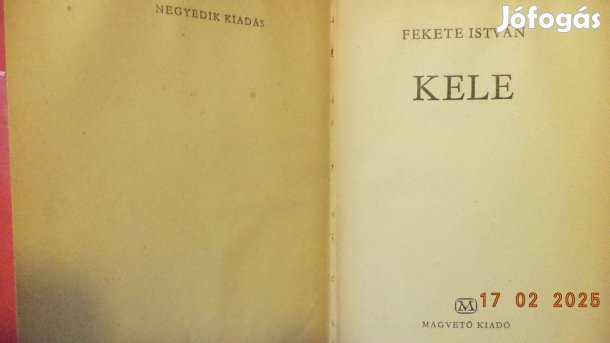 NEGYEDIK KIADÁS
Jófogás
FEKETE ISTVÁN
KELE
M
17 02 2025
MAGVETŐ KIADÓ